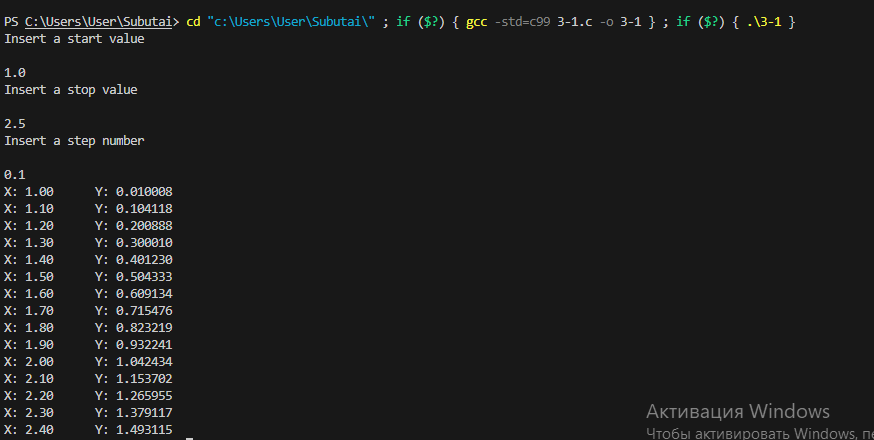 PS C:\Users\User\Subutai> cd "c:\Users\User\Subutai\" ; if ($?) { gcc -std=c99 3-1.c -o 3-1 } ; if ($?) { .\3-1 }
Insert a start value
1.0
Insert a stop value
2.5
Insert a step number
0.1
X: 1.00 Y: 0.010008
X: 1.10 Y: 0.104118
X: 1.20 Y: 0.200888
X: 1.30 Y: 0.300010
X: 1.40 Y: 0.401230
X: 1.50 Y: 0.504333
X: 1.60 Y: 0.609134
X: 1.70 Y: 0.715476
X: 1.80 Y: 0.823219
X: 1.90 Y: 0.932241
X: 2.00 Y: 1.042434
X: 2.10 Y: 1.153702
X: 2.20 Y: 1.265955
X: 2.30 Y: 1.379117
X: 2.40 Y: 1.493115
Активация Windows
Чтобы активировать Windows,